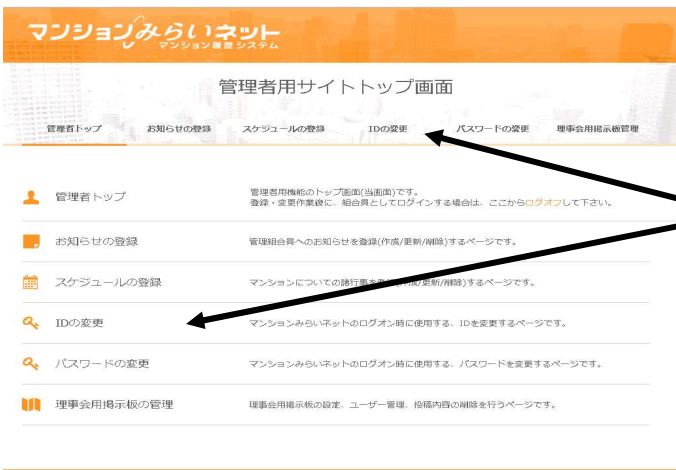 マンションみらいネット
マンション履歴システム
管理者用サイトトップ画面
管理者トップ お知らせの登録 スケジュールの登録 IDの変更 パスワードの変更 理事会用掲示板管理
管理者トップ
管理者用機能のトップ画面(当画面)です。
登録・変更作業後に、組合員としてログインする場合は、ここからログオフして下さい。
お知らせの登録
管理組合員へのお知らせを登録(作成/更新/削除)するページです。
スケジュールの登録
マンションについての諸行事を(作成/更新/削除)するページです。
IDの変更
マンションみらいネットのログオン時に使用する、IDを変更するページです。
パスワードの変更
マンションみらいネットのログオン時に使用する、パスワードを変更するページです。
理事会用掲示板の管理
理事会用掲示板の設定、ユーザー管理、投稿内容の削除を行うページです。